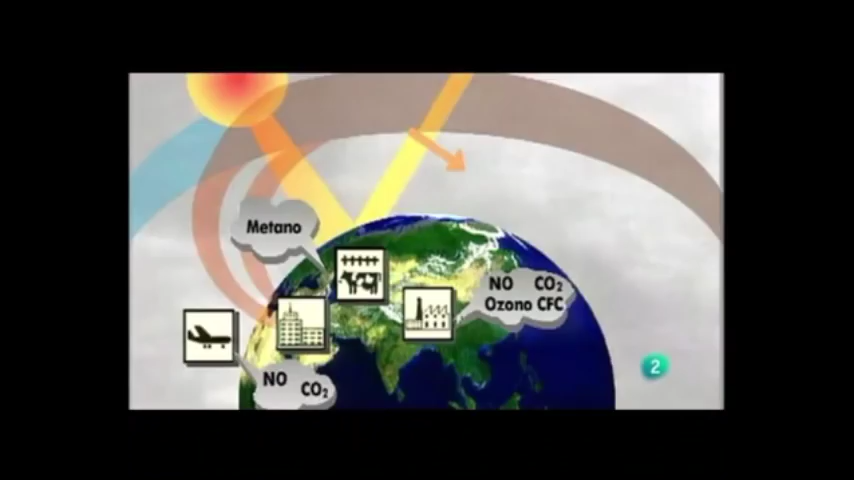 Metano
NO CO₂
Ozono CFC
NO
CO₂
2